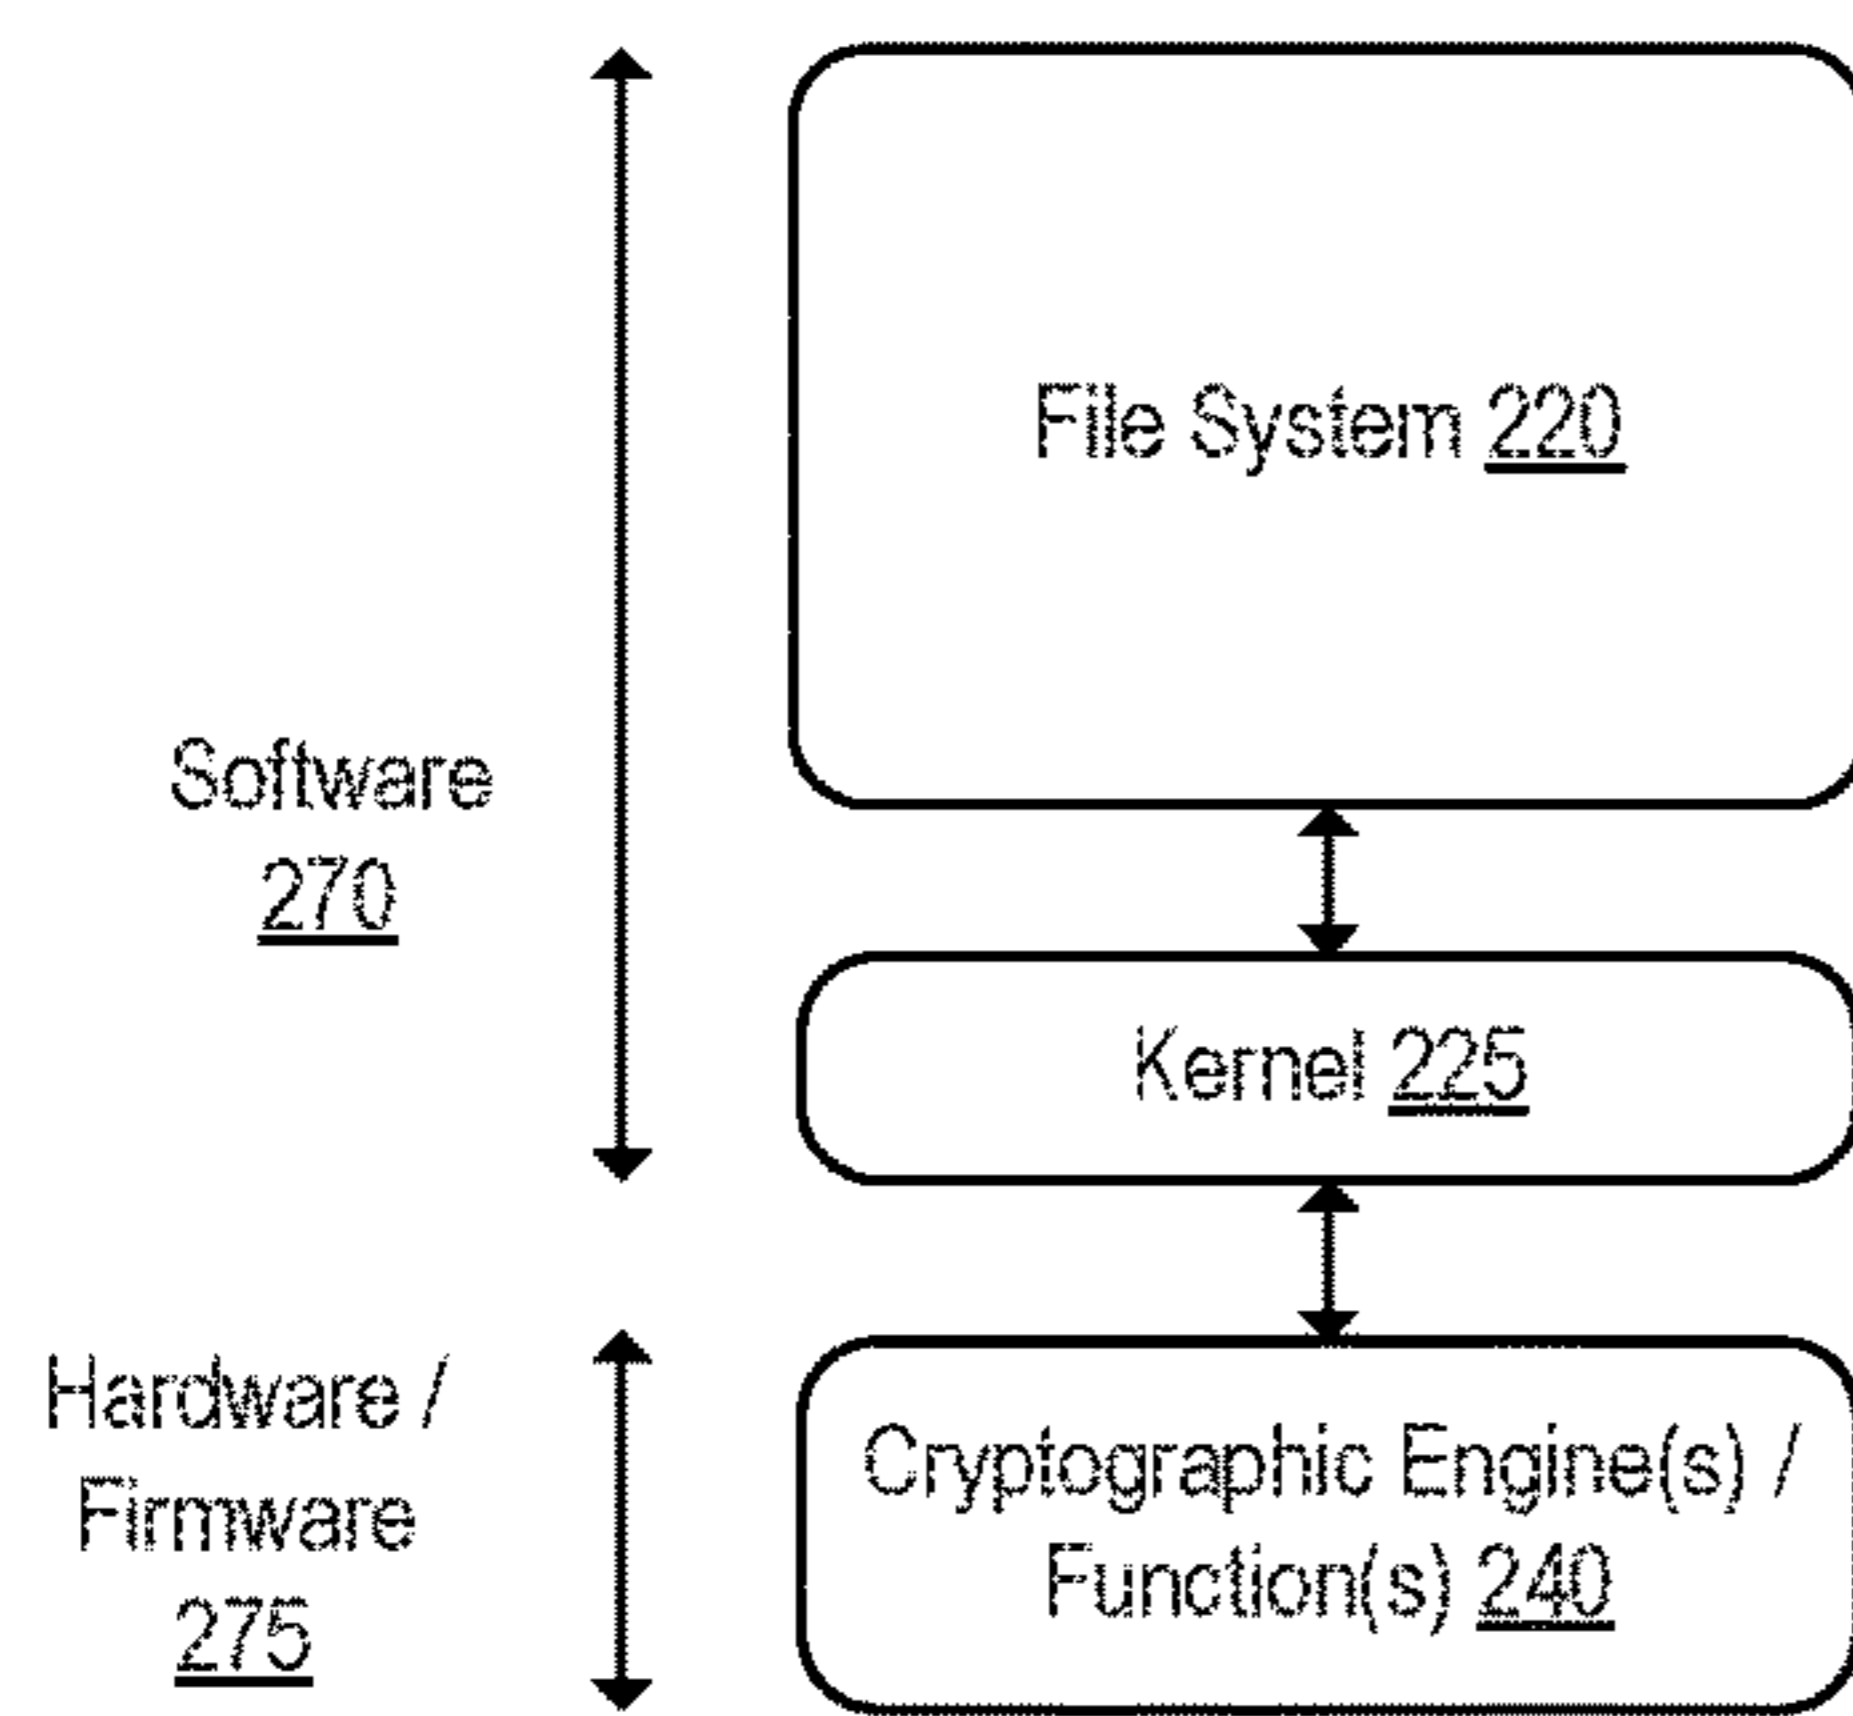 File System 220
Software
270
Kernel 225
Hardware /
Firmware
275
Cryptographic Engine(s) /
Function(s) 240